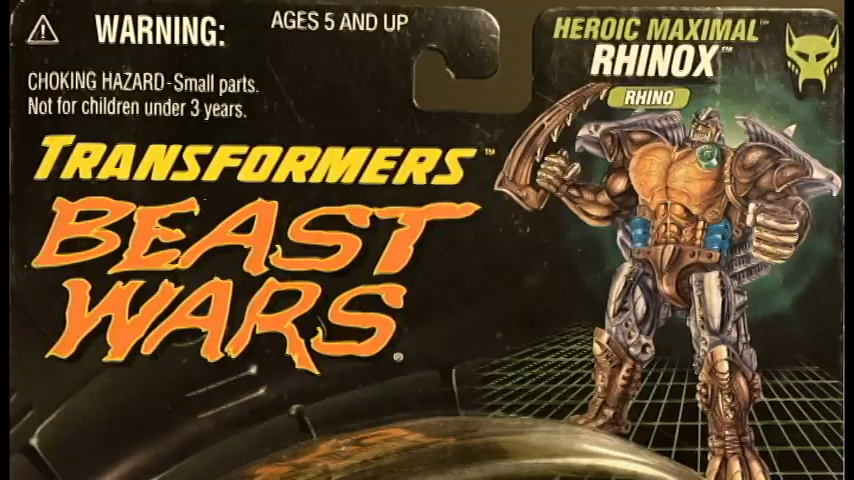 WARNING:
AGES 5 AND UP
CHOKING HAZARD-Small parts.
Not for children under 3 years.
TRANSFORMERS™
BEAST
WARS®
HEROIC MAXIMAL™
RHINOX™
RHINO